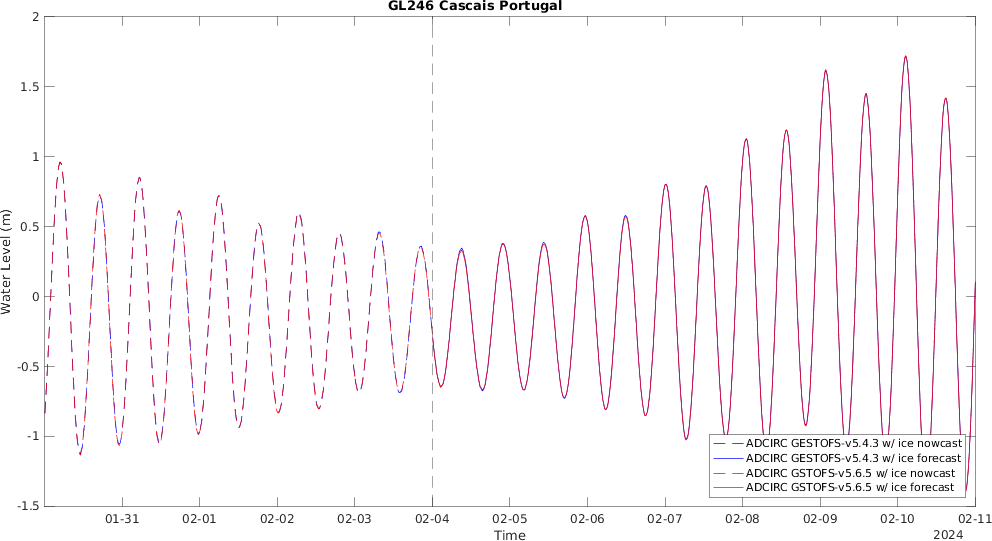 GL246 Cascais Portugal
2
1.5
1
0.5
0
-0.5
-1
-1.5
Water Level (m)
ADCIRC GESTOFS-v5.4.3 w/ ice nowcast
ADCIRC GESTOFS-v5.4.3 w/ ice forecast
ADCIRC GSTOFS-v5.6.5 w/ ice nowcast
ADCIRC GSTOFS-v5.6.5 w/ ice forecast
01-31 02-01 02-02 02-03 02-04 02-05 02-06 02-07 02-08 02-09 02-10 02-11
Time 2024